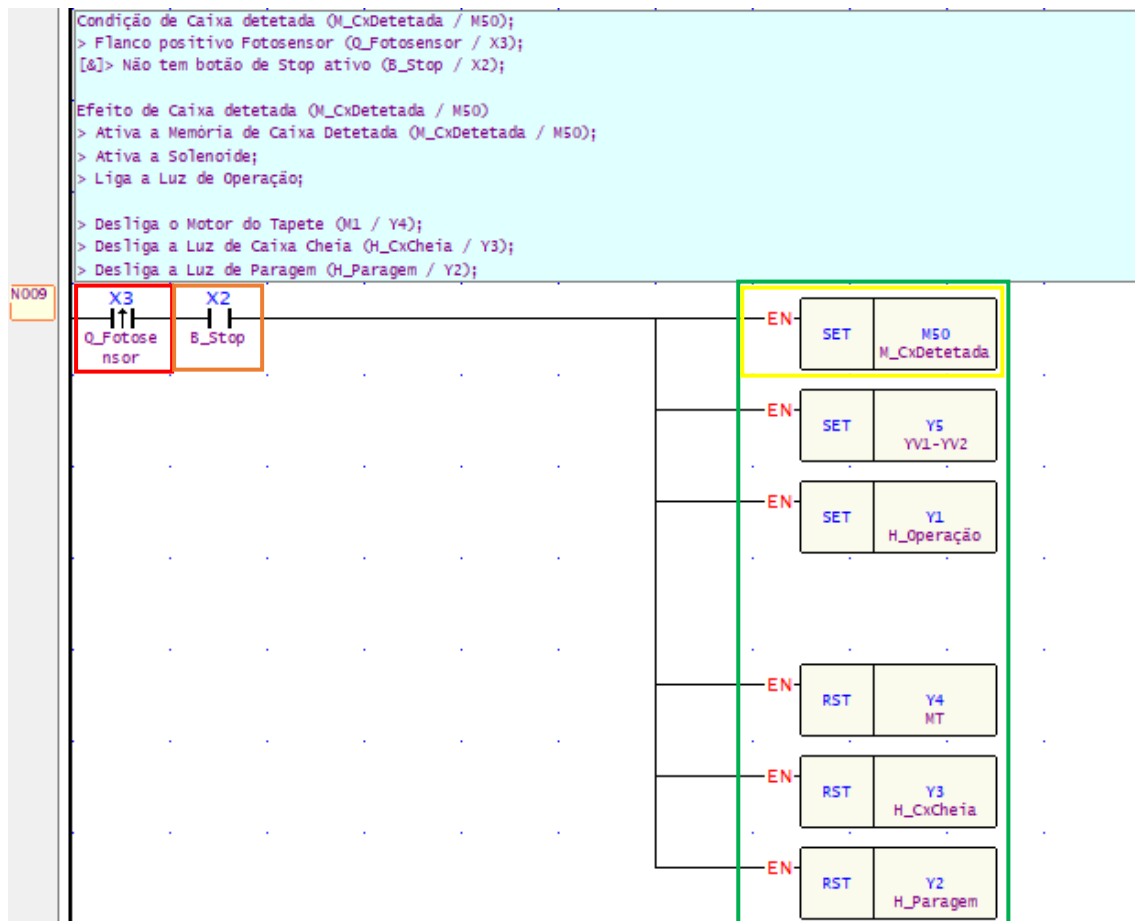 Condição de Caixa detetada (M_CxDetetada / M50);
> Flanco positivo Fotosensor (Q_Fotosensor / X3);
[&]> Não tem botão de Stop ativo (B_Stop / X2);
Efeito de Caixa detetada (M_CxDetetada / M50)
> Ativa a Memória de Caixa Detetada (M_CxDetetada / M50);
> Ativa a Solenoide;
> Liga a Luz de Operação;
> Desliga o Motor do Tapete (M1 / Y4);
> Desliga a Luz de Caixa Cheia (H_CxCheia / Y3);
> Desliga a Luz de Paragem (H_Paragem / Y2);
N009
X3
Q_Fotose
nsor
X2
B_Stop
EN
SET
M50
M_CxDetetada
EN
SET
Y5
YV1-YV2
EN
SET
Y1
H_Operação
EN
RST
Y4
MT
EN
RST
Y3
H_CxCheia
EN
RST
Y2
H_Paragem